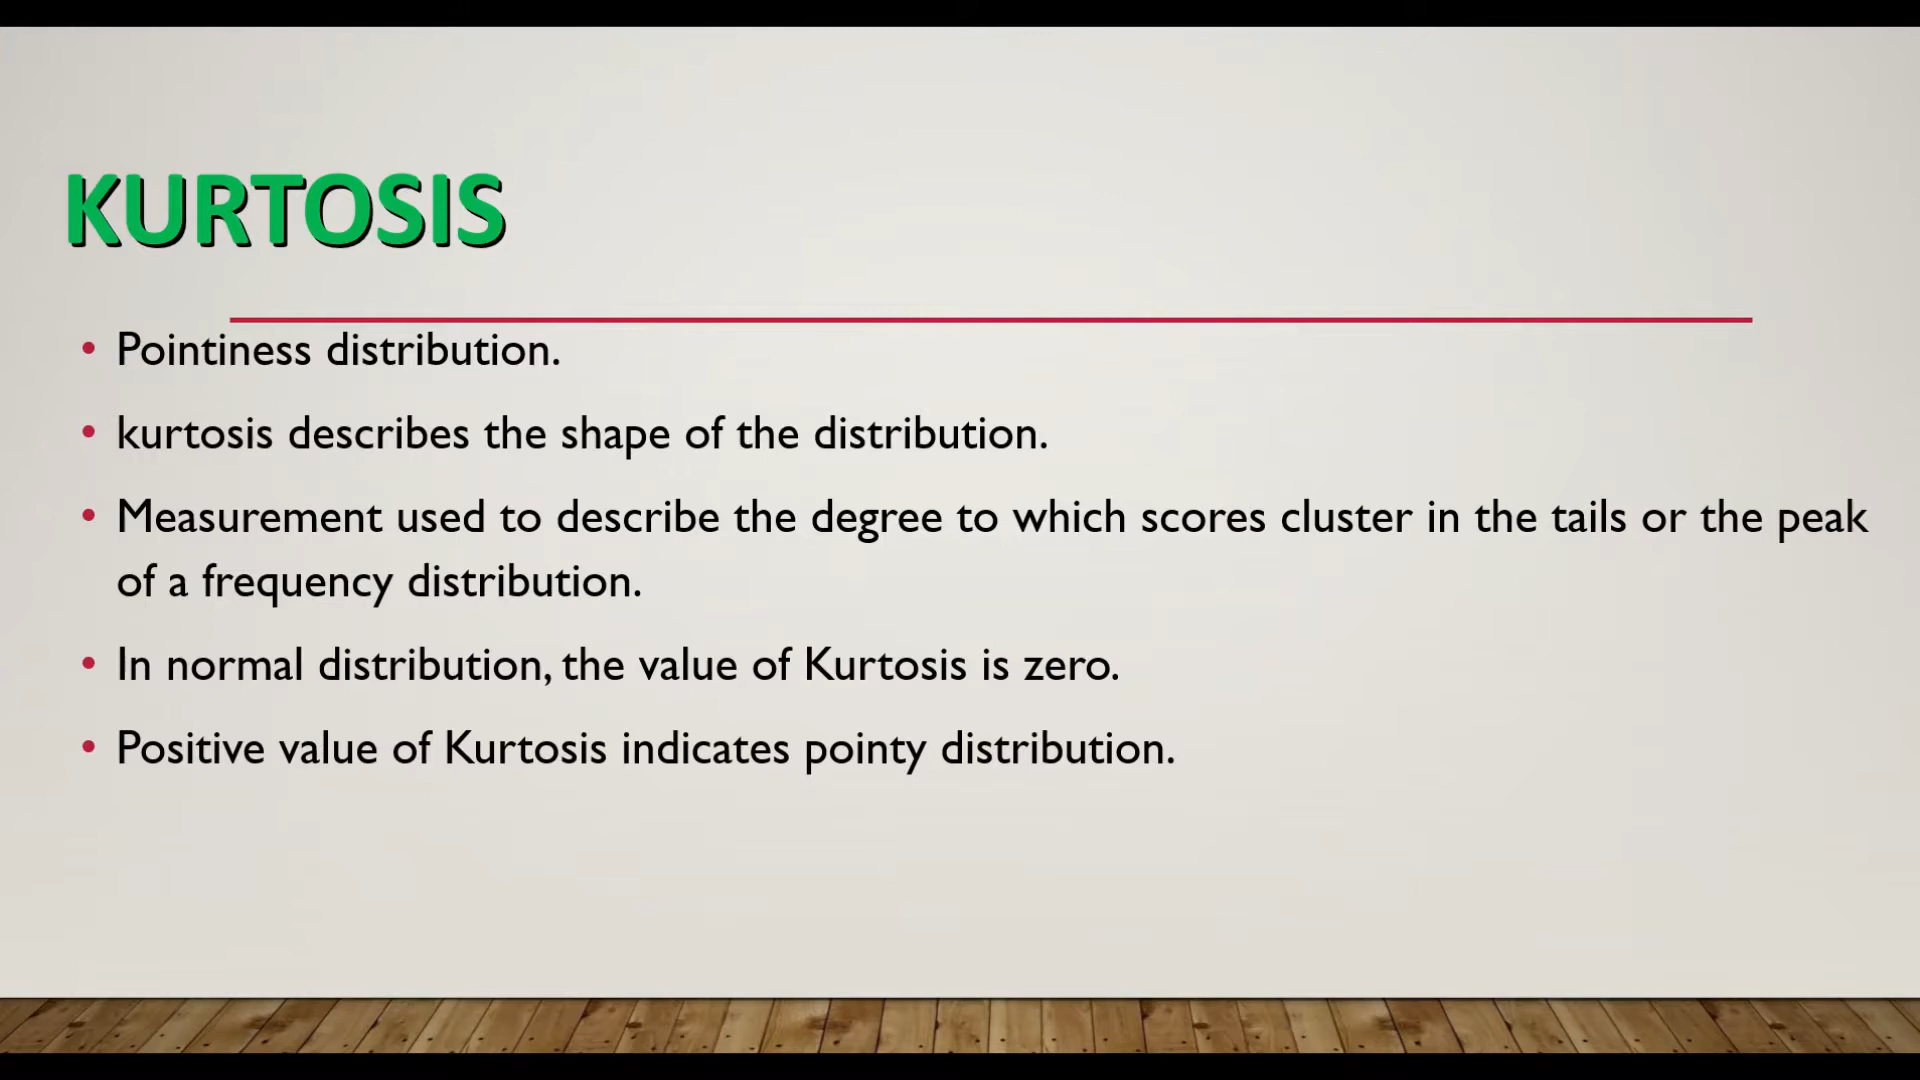 KURTOSIS
• Pointiness distribution.
• kurtosis describes the shape of the distribution.
• Measurement used to describe the degree to which scores cluster in the tails or the peak
of a frequency distribution.
• In normal distribution, the value of Kurtosis is zero.
• Positive value of Kurtosis indicates pointy distribution.